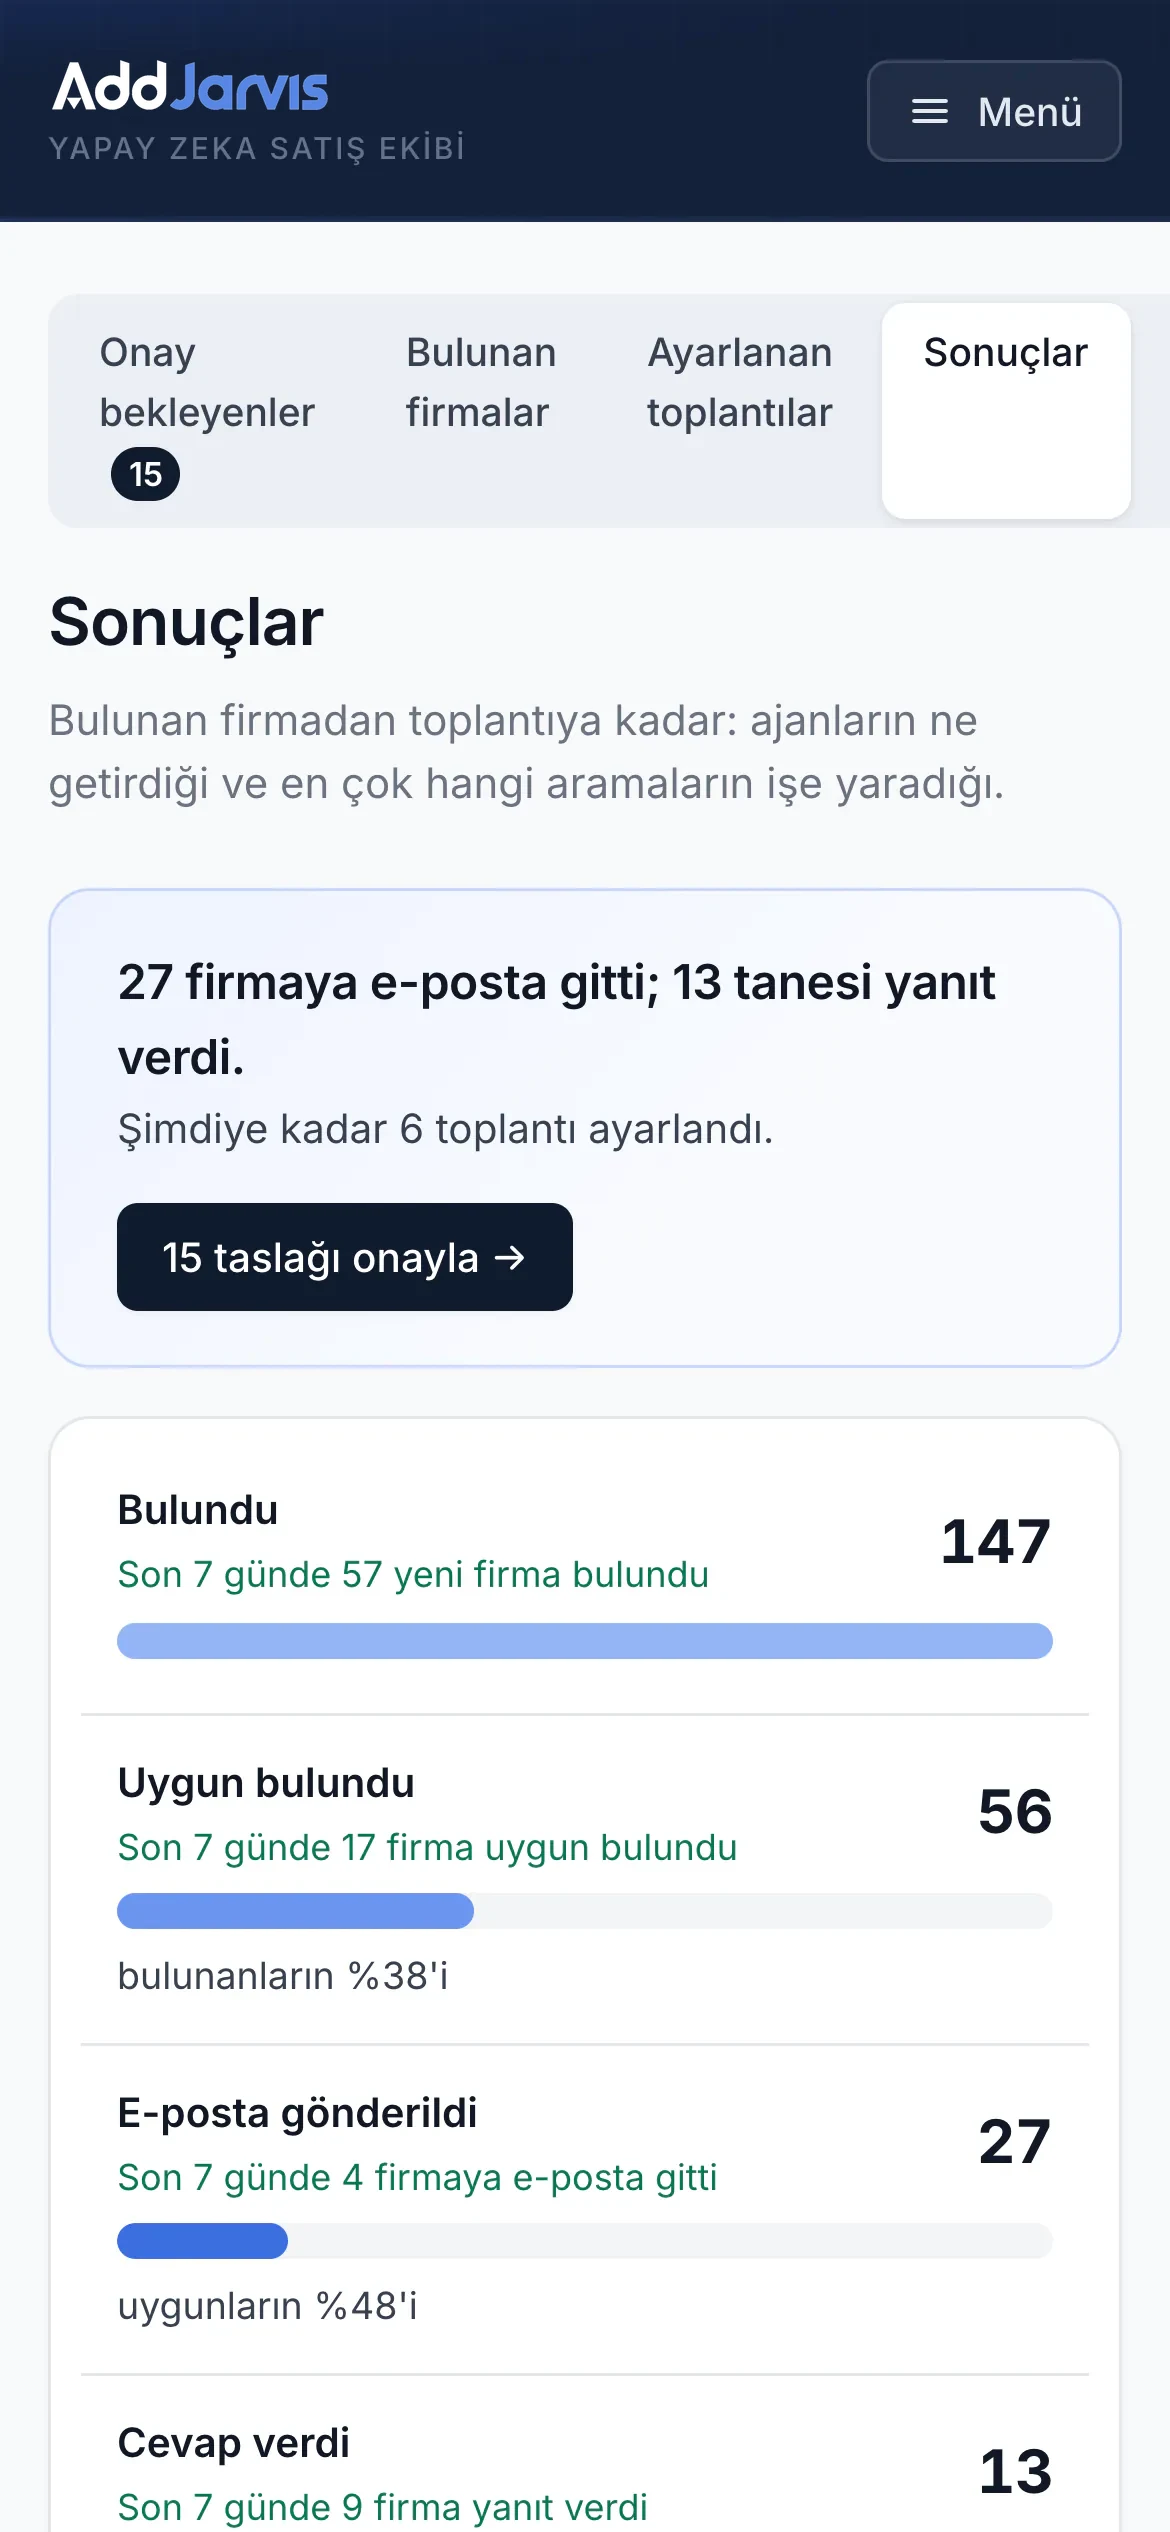 AddJarvis
YAPAY ZEKA SATIŞ EKİBİ
Menü
Onay bekleyenler 15
Bulunan firmalar
Ayarlanan toplantılar
Sonuçlar
Sonuçlar
Bulunan firmadan toplantıya kadar: ajanların ne
getirdiği ve en çok hangi aramaların işe yaradığı.
27 firmaya e-posta gitti; 13 tanesi yanıt
verdi.
Şimdiye kadar 6 toplantı ayarlandı.
15 taslağı onayla →
Bulundu
147
Son 7 günde 57 yeni firma bulundu
Uygun bulundu
56
Son 7 günde 17 firma uygun bulundu
bulunanların %38'i
E-posta gönderildi
27
Son 7 günde 4 firmaya e-posta gitti
uygunların %48'i
Cevap verdi
13
Son 7 günde 9 firma yanıt verdi